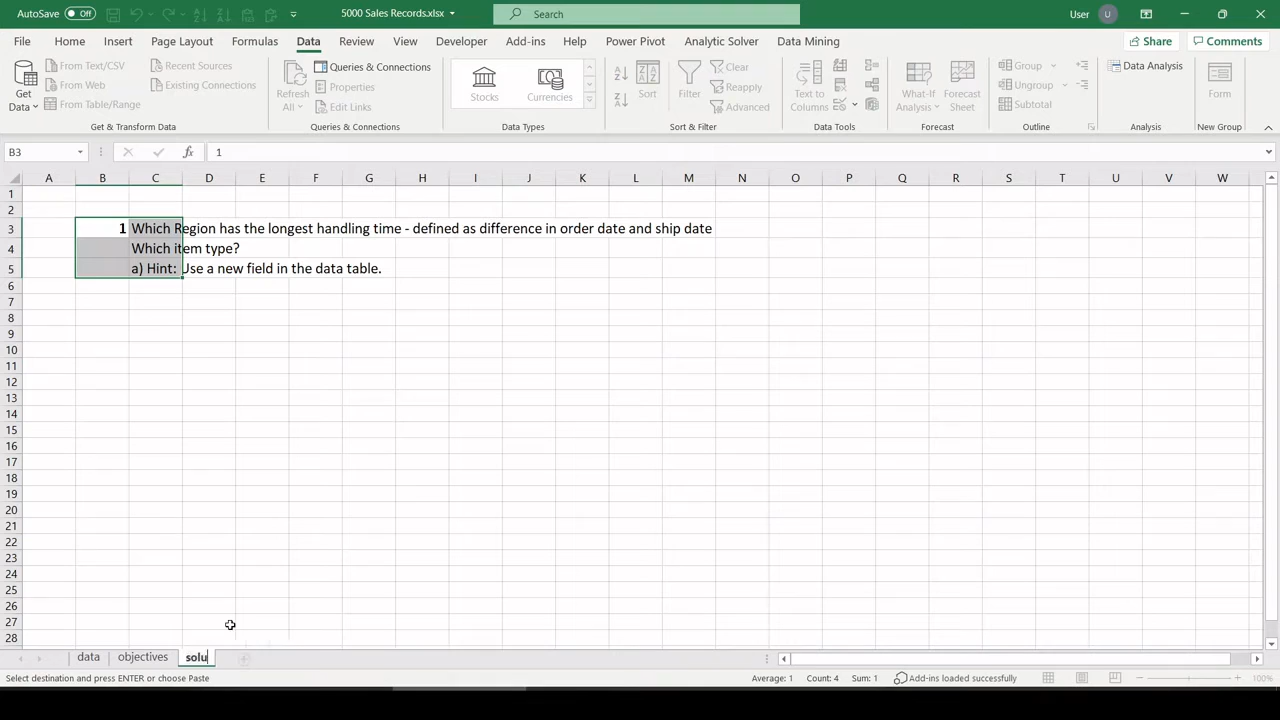 AutoSave Off 5000 Sales Records.xlsx Search User U
File Home Insert Page Layout Formulas Data Review View Developer Add-ins Help Power Pivot Analytic Solver Data Mining Share Comments
Get Data
From Text/CSV
From Web
From Table/Range
Recent Sources
Existing Connections
Get & Transform Data
Refresh All
Queries & Connections
Properties
Edit Links
Queries & Connections
Stocks
Currencies
Data Types
Sort
Filter
Clear
Reapply
Advanced
Sort & Filter
Text to Columns
Data Tools
What-If Analysis
Forecast Sheet
Forecast
Group
Ungroup
Subtotal
Outline
Data Analysis
Analysis
Form
New Group
B3 fx 1
A B C D E F G H I J K L M N O P Q R S T U V W
1
2
3 1 Which Region has the longest handling time - defined as difference in order date and ship date
4 Which item type?
5 a) Hint: Use a new field in the data table.
6
7
8
9
10
11
12
13
14
15
16
17
18
19
20
21
22
23
24
25
26
27
28
data objectives solu
Select destination and press ENTER or choose Paste Average: 1 Count: 4 Sum: 1 Add-ins loaded successfully 100%